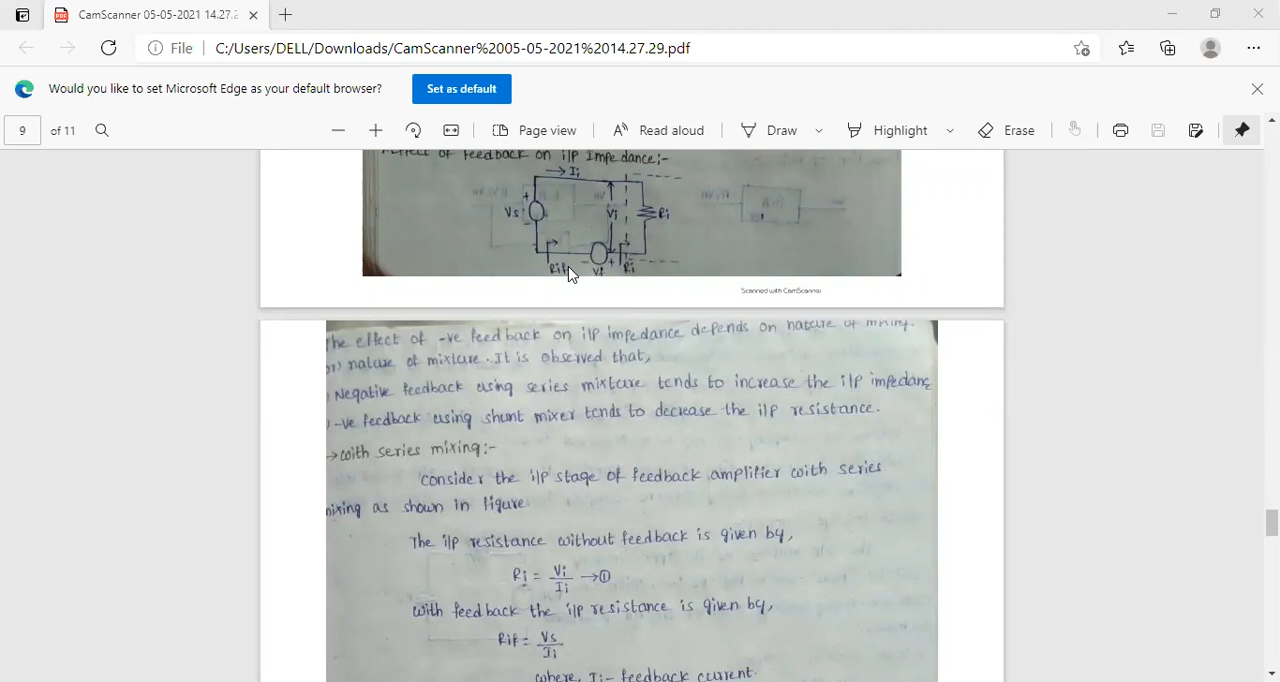 CamScanner 05-05-2021 14.27.2
File
C:/Users/DELL/Downloads/CamScanner%2005-05-2021%2014.27.29.pdf
Would you like to set Microsoft Edge as your default browser?
Set as default
9 of 11
Page view
Read aloud
Draw
Highlight
Erase
Effect of feedback on i/p Impedance;-
→ Ii
+
Vs
-
Vi
Ri
Rif
- Vf +
Ri
Scanned with CamScanner
The effect of -ve feedback on i/p impedance depends on nature of mixing.
nature of mixture. It is observed that,
Negative feedback using series mixture tends to increase the i/p impedanc
-ve feedback using shunt mixer tends to decrease the i/p resistance.
→with series mixing:-
consider the i/p stage of feedback amplifier with series
mixing as shown in figure
The i/p resistance without feedback is given by,
Ri = Vi/Ii →①
with feedback the i/p resistance is given by,
Rif = Vs/Ii
where, Ii- feedback current.